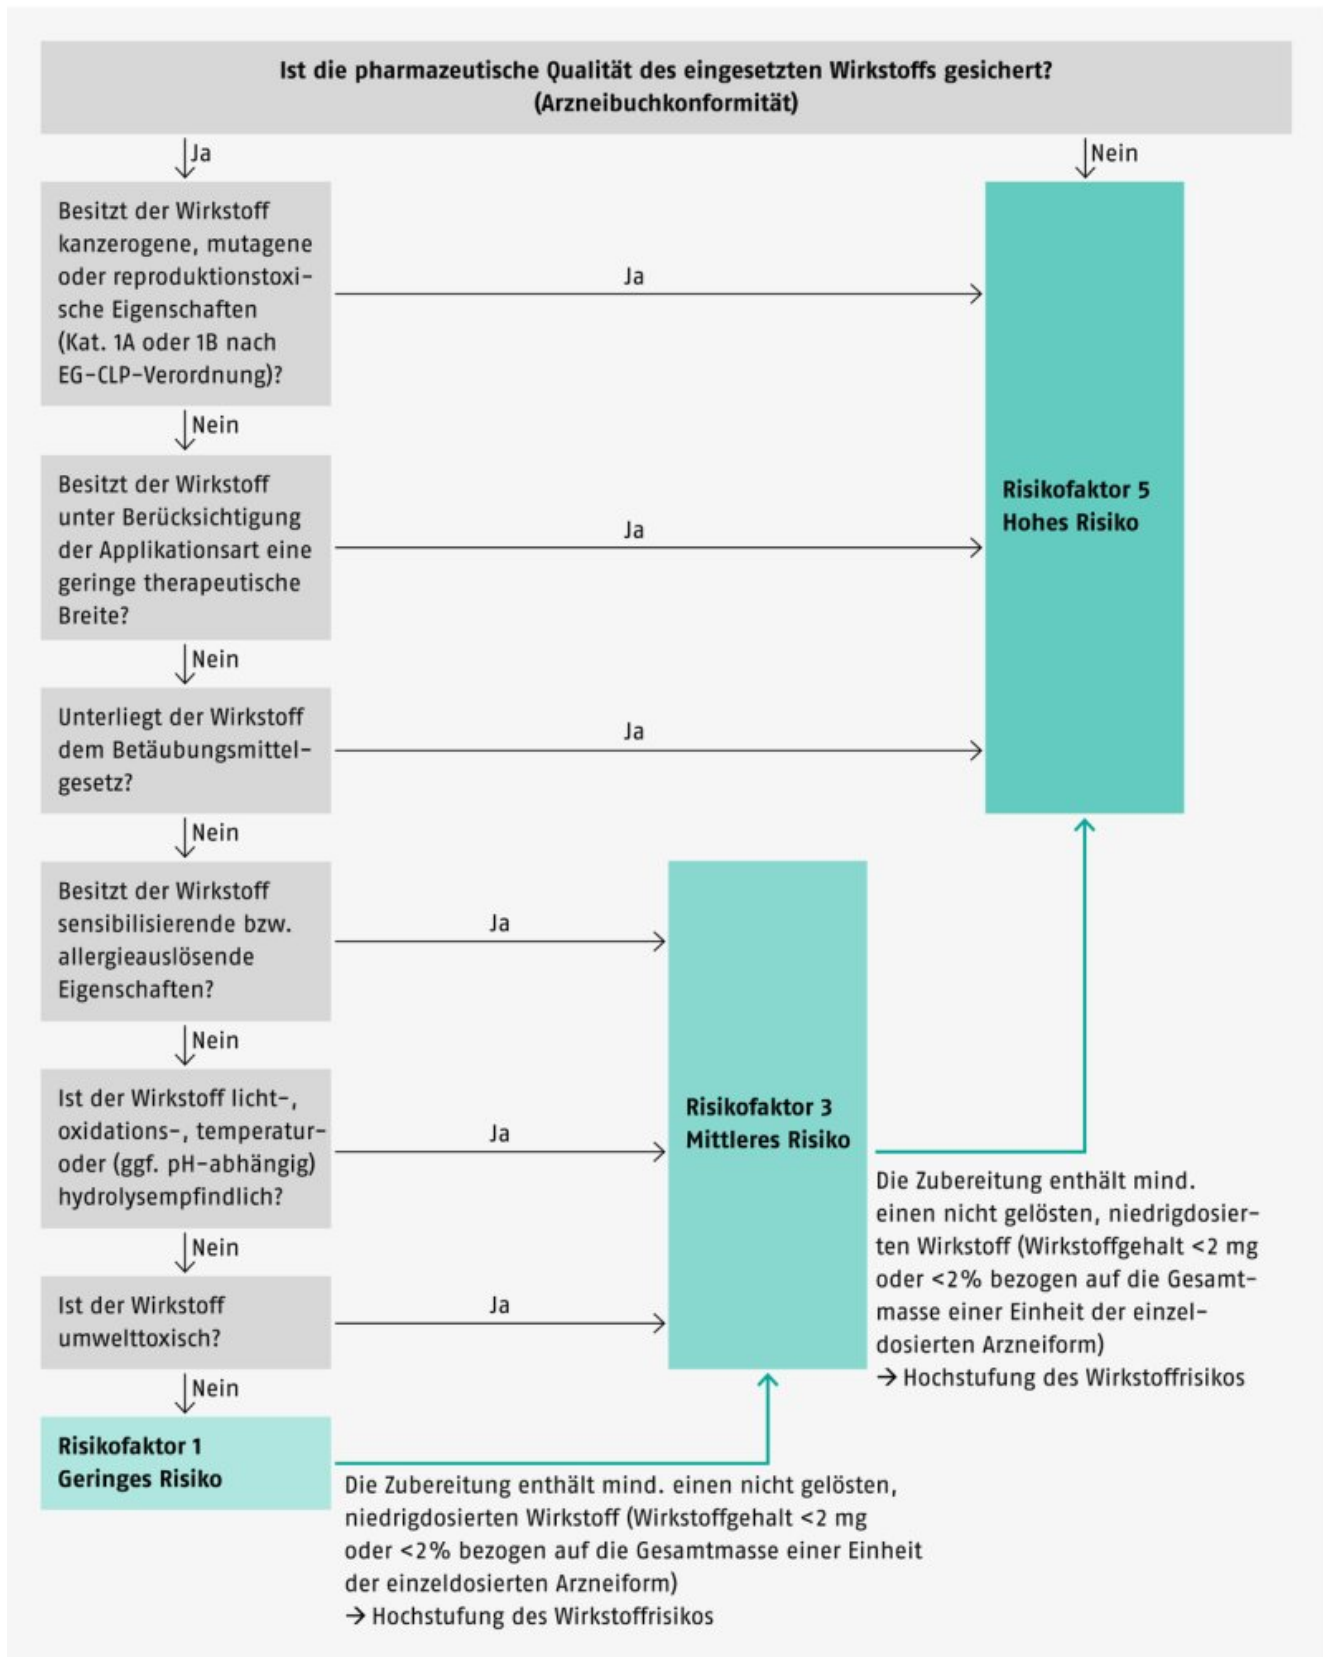 Ist die pharmazeutische Qualität des eingesetzten Wirkstoffs gesichert?
(Arzneibuchkonformität)
Ja
Nein
Besitzt der Wirkstoff
kanzerogene, mutagene
oder reproduktionstoxi-
sche Eigenschaften
(Kat. 1A oder 1B nach
EG-CLP-Verordnung)?
Ja
Nein
Besitzt der Wirkstoff
unter Berücksichtigung
der Applikationsart eine
geringe therapeutische
Breite?
Ja
Risikofaktor 5
Hohes Risiko
Nein
Unterliegt der Wirkstoff
dem Betäubungsmittel-
gesetz?
Ja
Nein
Besitzt der Wirkstoff
sensibilisierende bzw.
allergieauslösende
Eigenschaften?
Ja
Nein
Ist der Wirkstoff licht-,
oxidations-, temperatur-
oder (ggf. pH-abhängig)
hydrolysempfindlich?
Ja
Risikofaktor 3
Mittleres Risiko
Die Zubereitung enthält mind.
einen nicht gelösten, niedrigdosier-
ten Wirkstoff (Wirkstoffgehalt <2 mg
oder <2% bezogen auf die Gesamt-
masse einer Einheit der einzel-
dosierten Arzneiform)
→ Hochstufung des Wirkstoffrisikos
Nein
Ist der Wirkstoff
umwelttoxisch?
Ja
Nein
Risikofaktor 1
Geringes Risiko
Die Zubereitung enthält mind. einen nicht gelösten,
niedrigdosierten Wirkstoff (Wirkstoffgehalt <2 mg
oder <2% bezogen auf die Gesamtmasse einer Einheit
der einzeldosierten Arzneiform)
→ Hochstufung des Wirkstoffrisikos